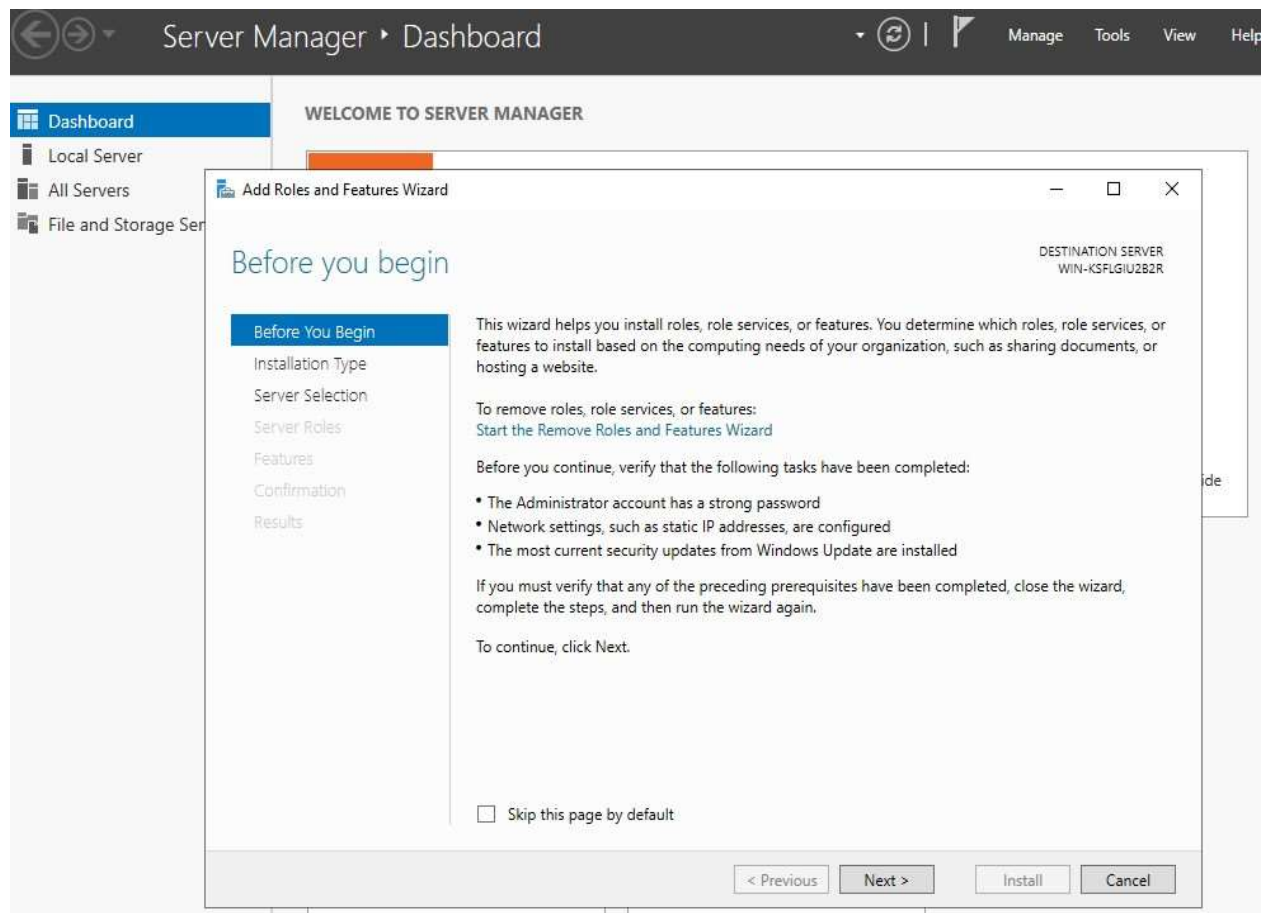 Server Manager ‣ Dashboard
Manage
Tools
View
Help
Dashboard
Local Server
All Servers
File and Storage Ser
WELCOME TO SERVER MANAGER
Add Roles and Features Wizard
Before you begin
DESTINATION SERVER
WIN-KSFLGIU2B2R
Before You Begin
Installation Type
Server Selection
Server Roles
Features
Confirmation
Results
This wizard helps you install roles, role services, or features. You determine which roles, role services, or
features to install based on the computing needs of your organization, such as sharing documents, or
hosting a website.
To remove roles, role services, or features:
Start the Remove Roles and Features Wizard
Before you continue, verify that the following tasks have been completed:
• The Administrator account has a strong password
• Network settings, such as static IP addresses, are configured
• The most current security updates from Windows Update are installed
If you must verify that any of the preceding prerequisites have been completed, close the wizard,
complete the steps, and then run the wizard again.
To continue, click Next.
Skip this page by default
ide
< Previous
Next >
Install
Cancel